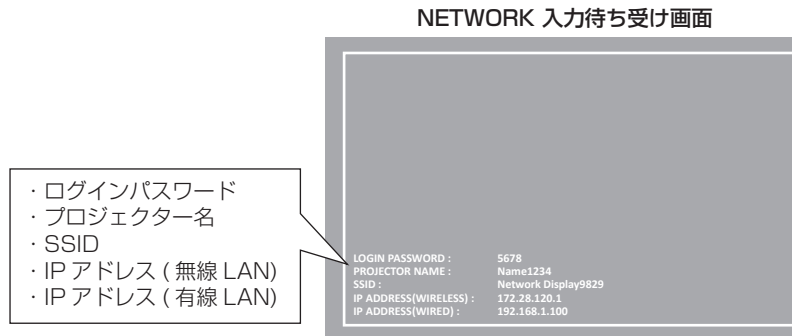 NETWORK 入力待ち受け画面
・ログインパスワード
・プロジェクター名
・SSID
・IP アドレス ( 無線 LAN)
・IP アドレス ( 有線 LAN)
LOGIN PASSWORD : 5678
PROJECTOR NAME : Name1234
SSID : Network Display9829
IP ADDRESS(WIRELESS) : 172.28.120.1
IP ADDRESS(WIRED) : 192.168.1.100